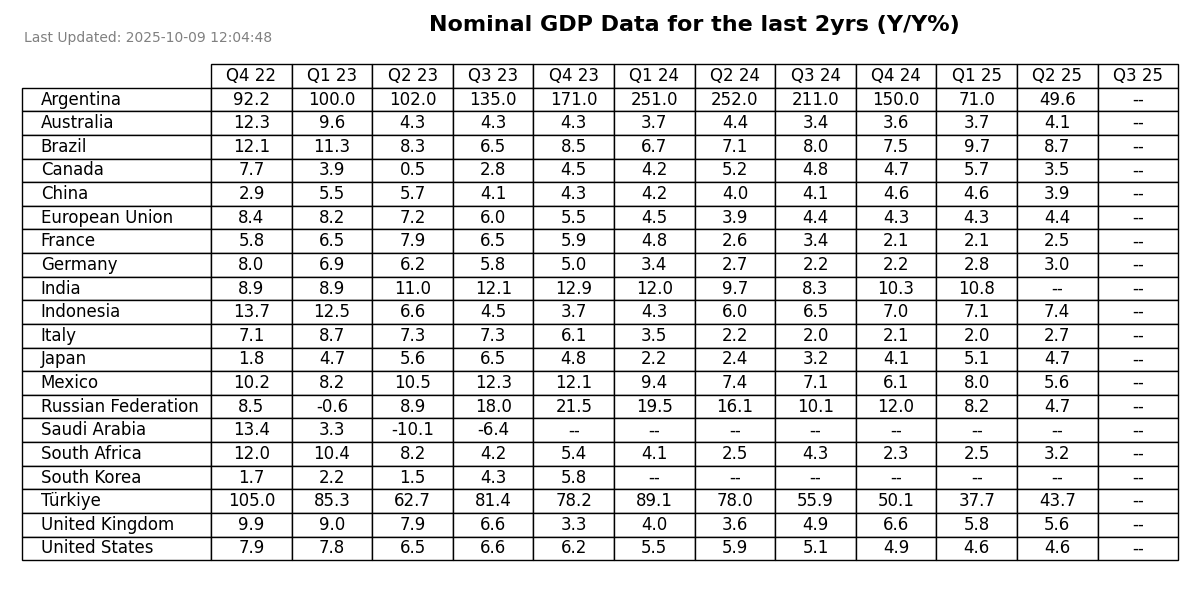 Nominal GDP Data for the last 2yrs (Y/Y%)
Last Updated: 2025-10-09 12:04:48
Q4 22 Q1 23 Q2 23 Q3 23 Q4 23 Q1 24 Q2 24 Q3 24 Q4 24 Q1 25 Q2 25 Q3 25
Argentina 92.2 100.0 102.0 135.0 171.0 251.0 252.0 211.0 150.0 71.0 49.6 --
Australia 12.3 9.6 4.3 4.3 4.3 3.7 4.4 3.4 3.6 3.7 4.1 --
Brazil 12.1 11.3 8.3 6.5 8.5 6.7 7.1 8.0 7.5 9.7 8.7 --
Canada 7.7 3.9 0.5 2.8 4.5 4.2 5.2 4.8 4.7 5.7 3.5 --
China 2.9 5.5 5.7 4.1 4.3 4.2 4.0 4.1 4.6 4.6 3.9 --
European Union 8.4 8.2 7.2 6.0 5.5 4.5 3.9 4.4 4.3 4.3 4.4 --
France 5.8 6.5 7.9 6.5 5.9 4.8 2.6 3.4 2.1 2.1 2.5 --
Germany 8.0 6.9 6.2 5.8 5.0 3.4 2.7 2.2 2.2 2.8 3.0 --
India 8.9 8.9 11.0 12.1 12.9 12.0 9.7 8.3 10.3 10.8 -- --
Indonesia 13.7 12.5 6.6 4.5 3.7 4.3 6.0 6.5 7.0 7.1 7.4 --
Italy 7.1 8.7 7.3 7.3 6.1 3.5 2.2 2.0 2.1 2.0 2.7 --
Japan 1.8 4.7 5.6 6.5 4.8 2.2 2.4 3.2 4.1 5.1 4.7 --
Mexico 10.2 8.2 10.5 12.3 12.1 9.4 7.4 7.1 6.1 8.0 5.6 --
Russian Federation 8.5 -0.6 8.9 18.0 21.5 19.5 16.1 10.1 12.0 8.2 4.7 --
Saudi Arabia 13.4 3.3 -10.1 -6.4 -- -- -- -- -- -- -- --
South Africa 12.0 10.4 8.2 4.2 5.4 4.1 2.5 4.3 2.3 2.5 3.2 --
South Korea 1.7 2.2 1.5 4.3 5.8 -- -- -- -- -- -- --
Türkiye 105.0 85.3 62.7 81.4 78.2 89.1 78.0 55.9 50.1 37.7 43.7 --
United Kingdom 9.9 9.0 7.9 6.6 3.3 4.0 3.6 4.9 6.6 5.8 5.6 --
United States 7.9 7.8 6.5 6.6 6.2 5.5 5.9 5.1 4.9 4.6 4.6 --